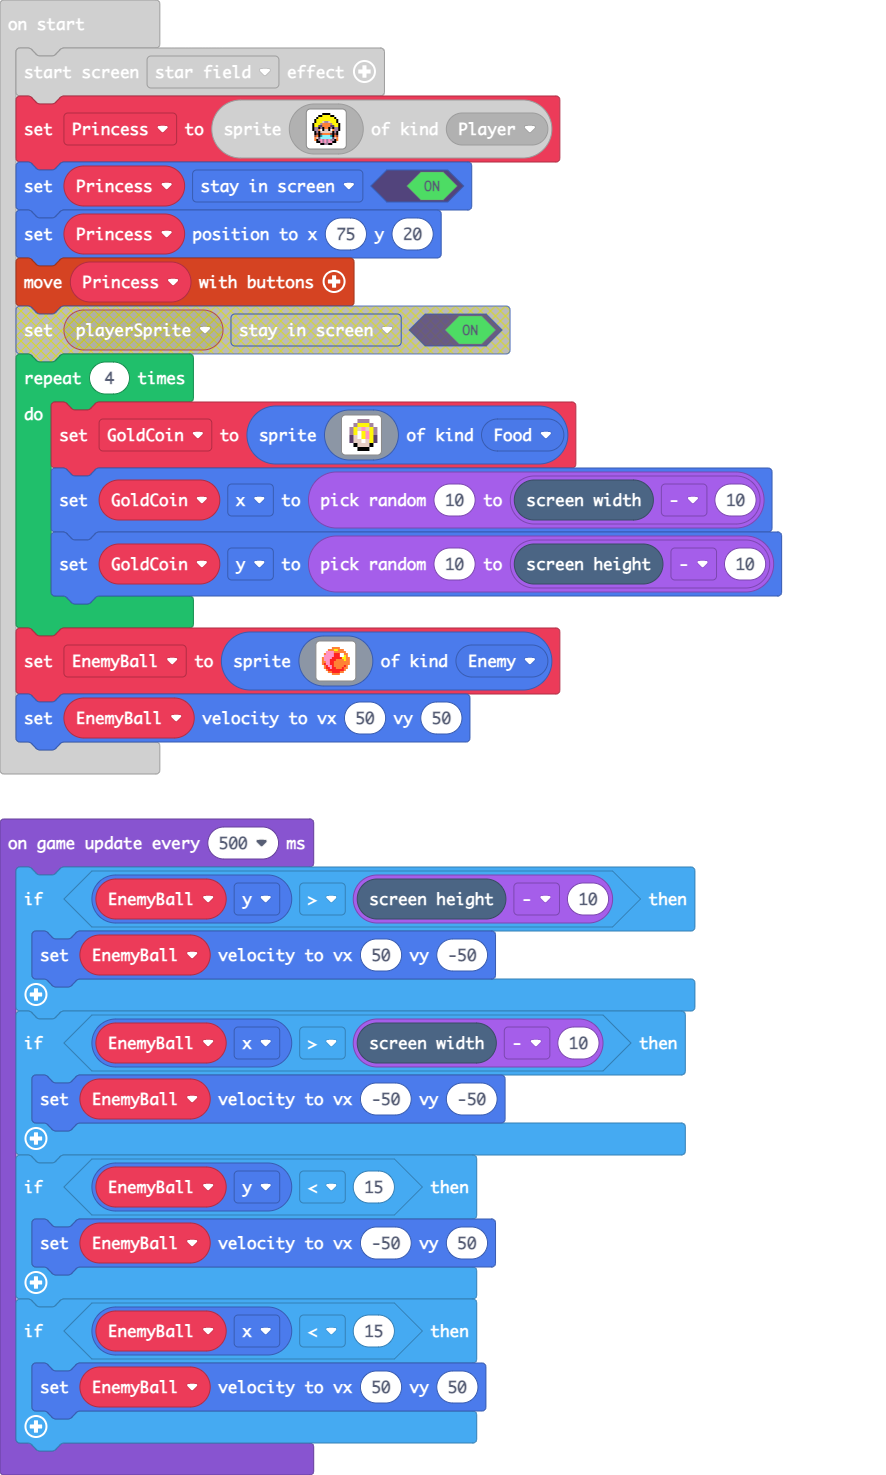 on start
start screen star field effect
set Princess to sprite of kind Player
set Princess stay in screen ON
set Princess position to x 75 y 20
move Princess with buttons
set playerSprite stay in screen ON
repeat 4 times
do
set GoldCoin to sprite of kind Food
set GoldCoin x to pick random 10 to screen width - 10
set GoldCoin y to pick random 10 to screen height - 10
set EnemyBall to sprite of kind Enemy
set EnemyBall velocity to vx 50 vy 50
on game update every 500 ms
if EnemyBall y > screen height - 10 then
set EnemyBall velocity to vx 50 vy -50
if EnemyBall x > screen width - 10 then
set EnemyBall velocity to vx -50 vy -50
if EnemyBall y < 15 then
set EnemyBall velocity to vx -50 vy 50
if EnemyBall x < 15 then
set EnemyBall velocity to vx 50 vy 50